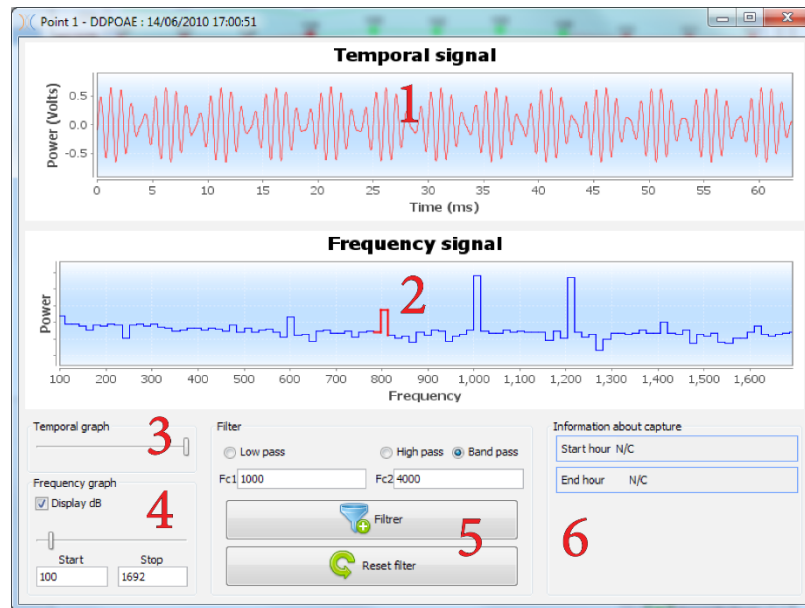 Point 1 - DDPOAE : 14/06/2010 17:00:51
Temporal signal
Power (Volts)
0.5
0.0
-0.5
1
0 5 10 15 20 25 30 35 40 45 50 55 60
Time (ms)
Frequency signal
Power
2
100 200 300 400 500 600 700 800 900 1,000 1,100 1,200 1,300 1,400 1,500 1,600
Frequency
Temporal graph
3
Frequency graph
Display dB
4
Start Stop
100 1692
Filter
Low pass High pass Band pass
Fc1 1000 Fc2 4000
Filtrer
5
Reset filter
Information about capture
Start hour N/C
End hour N/C
6